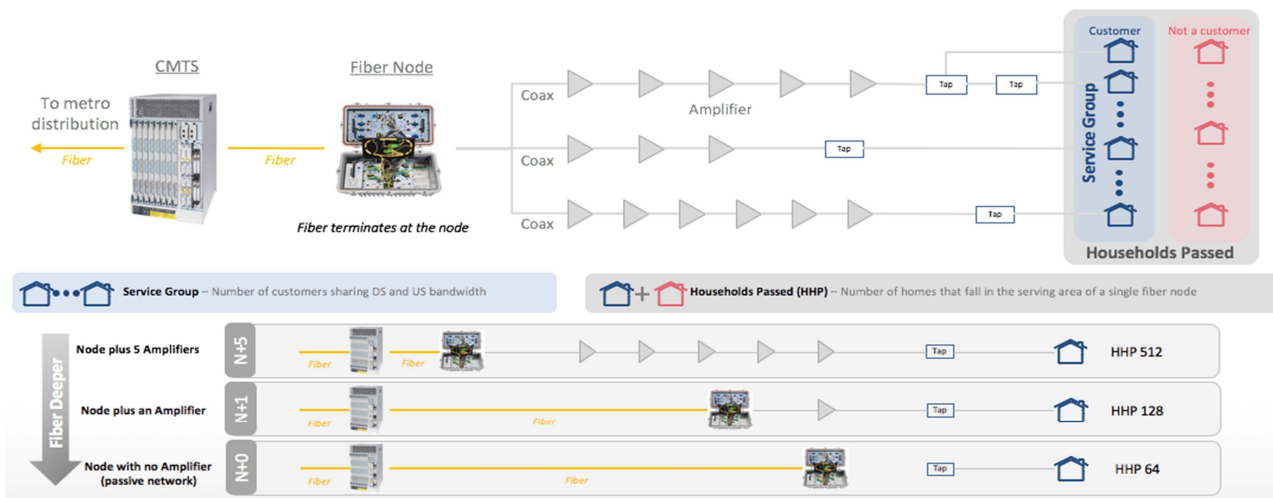 Customer
Not a customer
CMTS
Fiber Node
To metro
distribution
Fiber
Fiber
Coax
Amplifier
Tap
Tap
Coax
Tap
Coax
Tap
Service Group
Fiber terminates at the node
Households Passed
Service Group – Number of customers sharing DS and US bandwidth
Households Passed (HHP) – Number of homes that fall in the serving area of a single fiber node
Fiber Deeper
Node plus 5 Amplifiers
N+5
Fiber
Fiber
Tap
HHP 512
Node plus an Amplifier
N+1
Fiber
Fiber
Tap
HHP 128
Node with no Amplifier
(passive network)
N+0
Fiber
Fiber
Tap
HHP 64